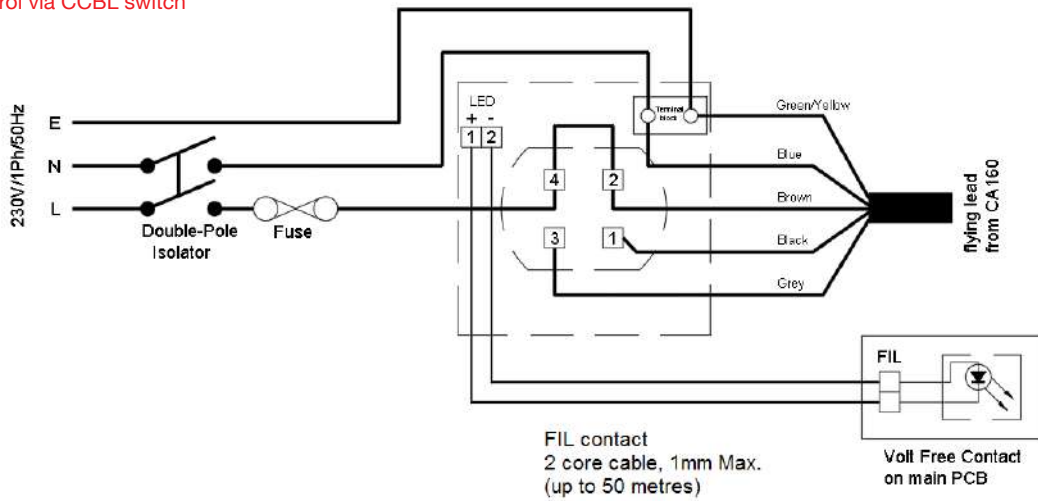 rol via CCBL switch
230V/1Ph/50Hz
E
N
L
Double-Pole
Isolator
Fuse
LED
+ -
1 2
4 2
3 1
Terminal
block
Green/Yellow
Blue
Brown
Black
Grey
flying lead
from CA160
FIL
Volt Free Contact
on main PCB
FIL contact
2 core cable, 1mm Max.
(up to 50 metres)